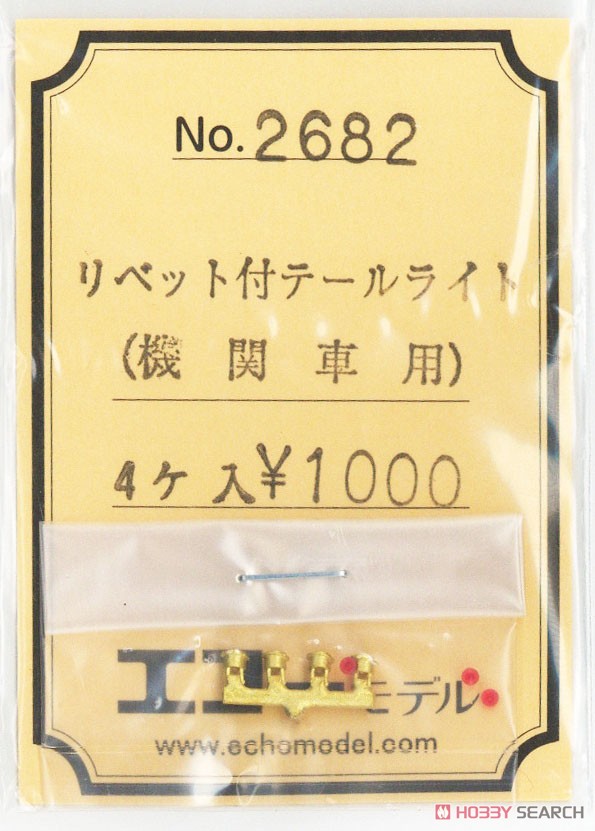 No. 2682
リベット付テールライト
(機関車用)
4ケ入¥1000
エコーモデル
www.echomodel.com
HOBBY SEARCH